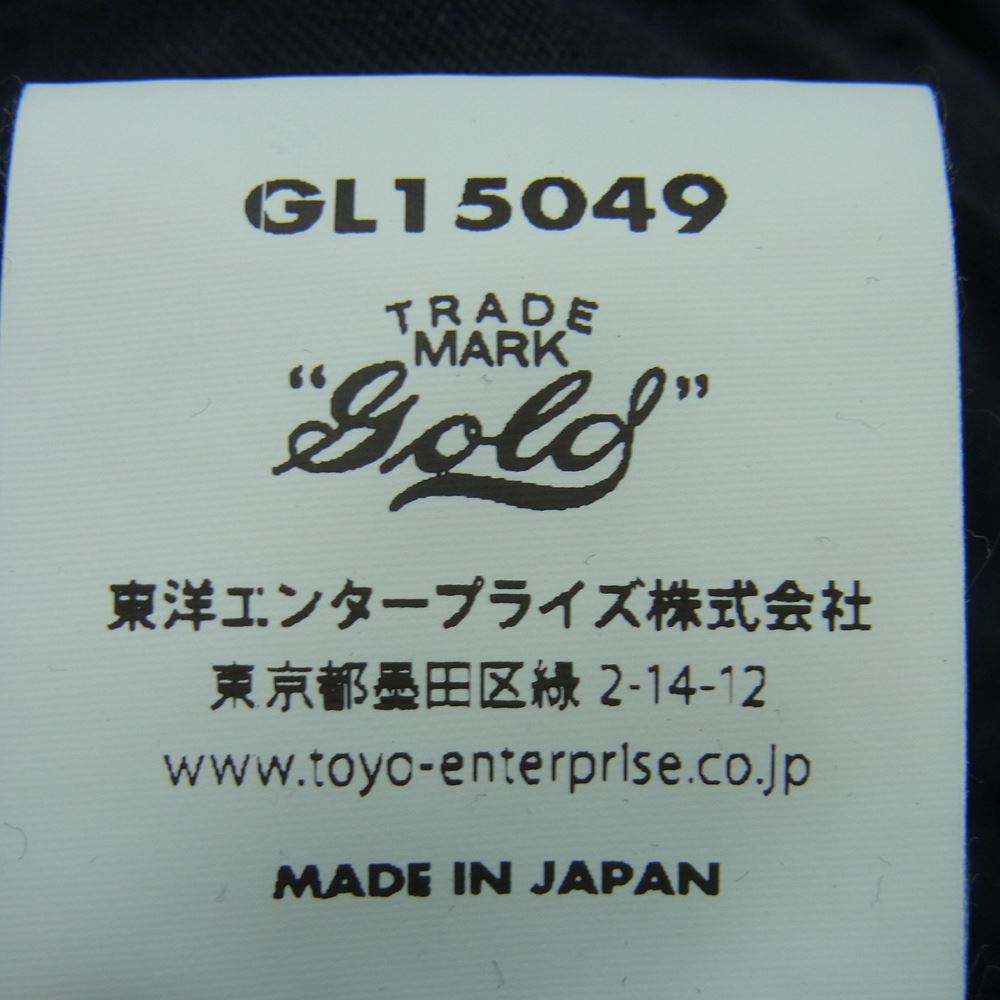 GL15049
TRADE
MARK
“Gold”
東洋エンタープライズ株式会社
東京都墨田区緑 2-14-12
www.toyo-enterprise.co.jp
MADE IN JAPAN